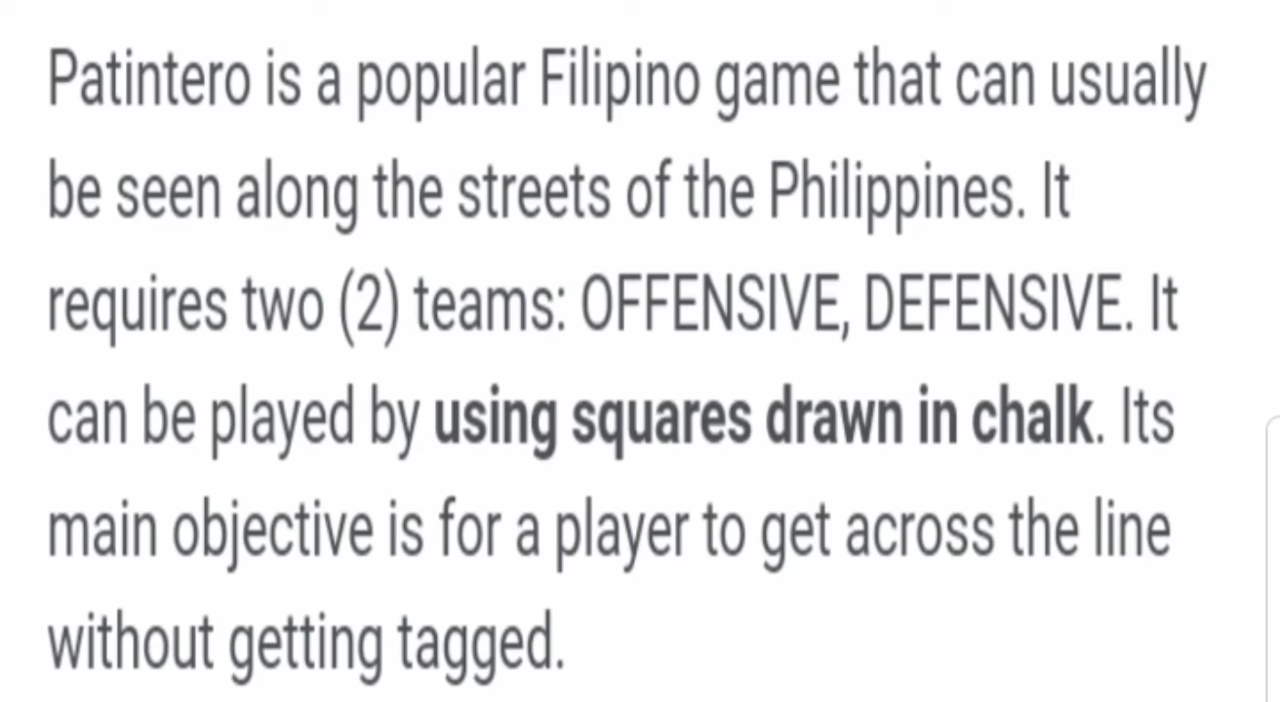 Patintero is a popular Filipino game that can usually
be seen along the streets of the Philippines. It
requires two (2) teams: OFFENSIVE, DEFENSIVE. It
can be played by using squares drawn in chalk. Its
main objective is for a player to get across the line
without getting tagged.